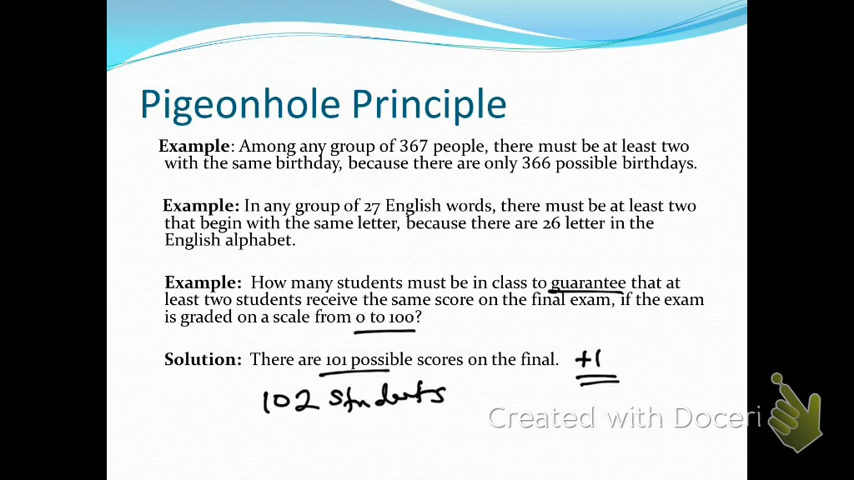 Pigeonhole Principle
Example: Among any group of 367 people, there must be at least two
with the same birthday, because there are only 366 possible birthdays.
Example: In any group of 27 English words, there must be at least two
that begin with the same letter, because there are 26 letter in the
English alphabet.
Example: How many students must be in class to guarantee that at
least two students receive the same score on the final exam, if the exam
is graded on a scale from 0 to 100?
Solution: There are 101 possible scores on the final. +1
102 students
Created with Doceri